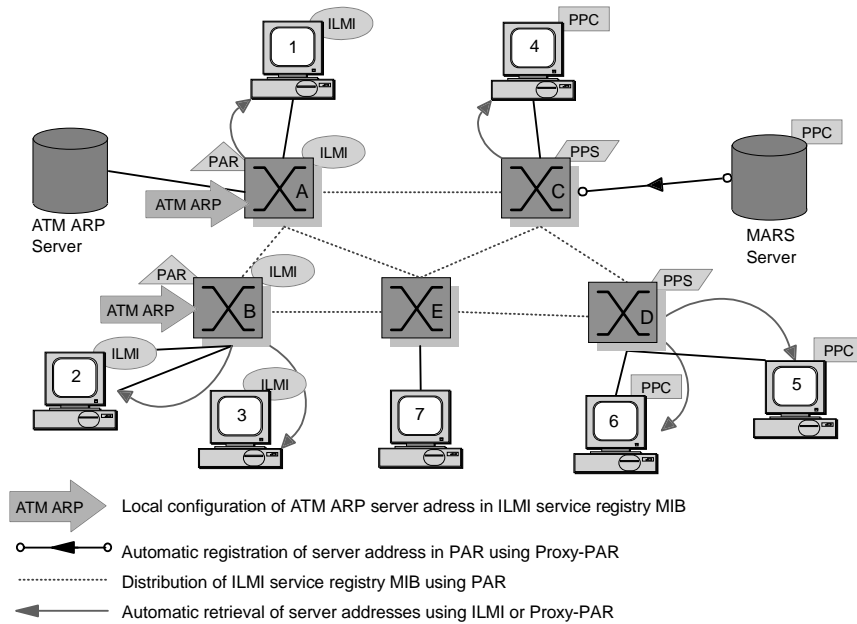 ILMI
1
PPC
4
PAR
ILMI
PPS
PPC
ATM ARP
Server
ATM ARP
A
C
MARS
Server
PAR
ILMI
PPS
ATM ARP
B
E
D
ILMI
2
ILMI
3
7
PPC
6
PPC
5
ATM ARP Local configuration of ATM ARP server adress in ILMI service registry MIB
Automatic registration of server address in PAR using Proxy-PAR
Distribution of ILMI service registry MIB using PAR
Automatic retrieval of server addresses using ILMI or Proxy-PAR